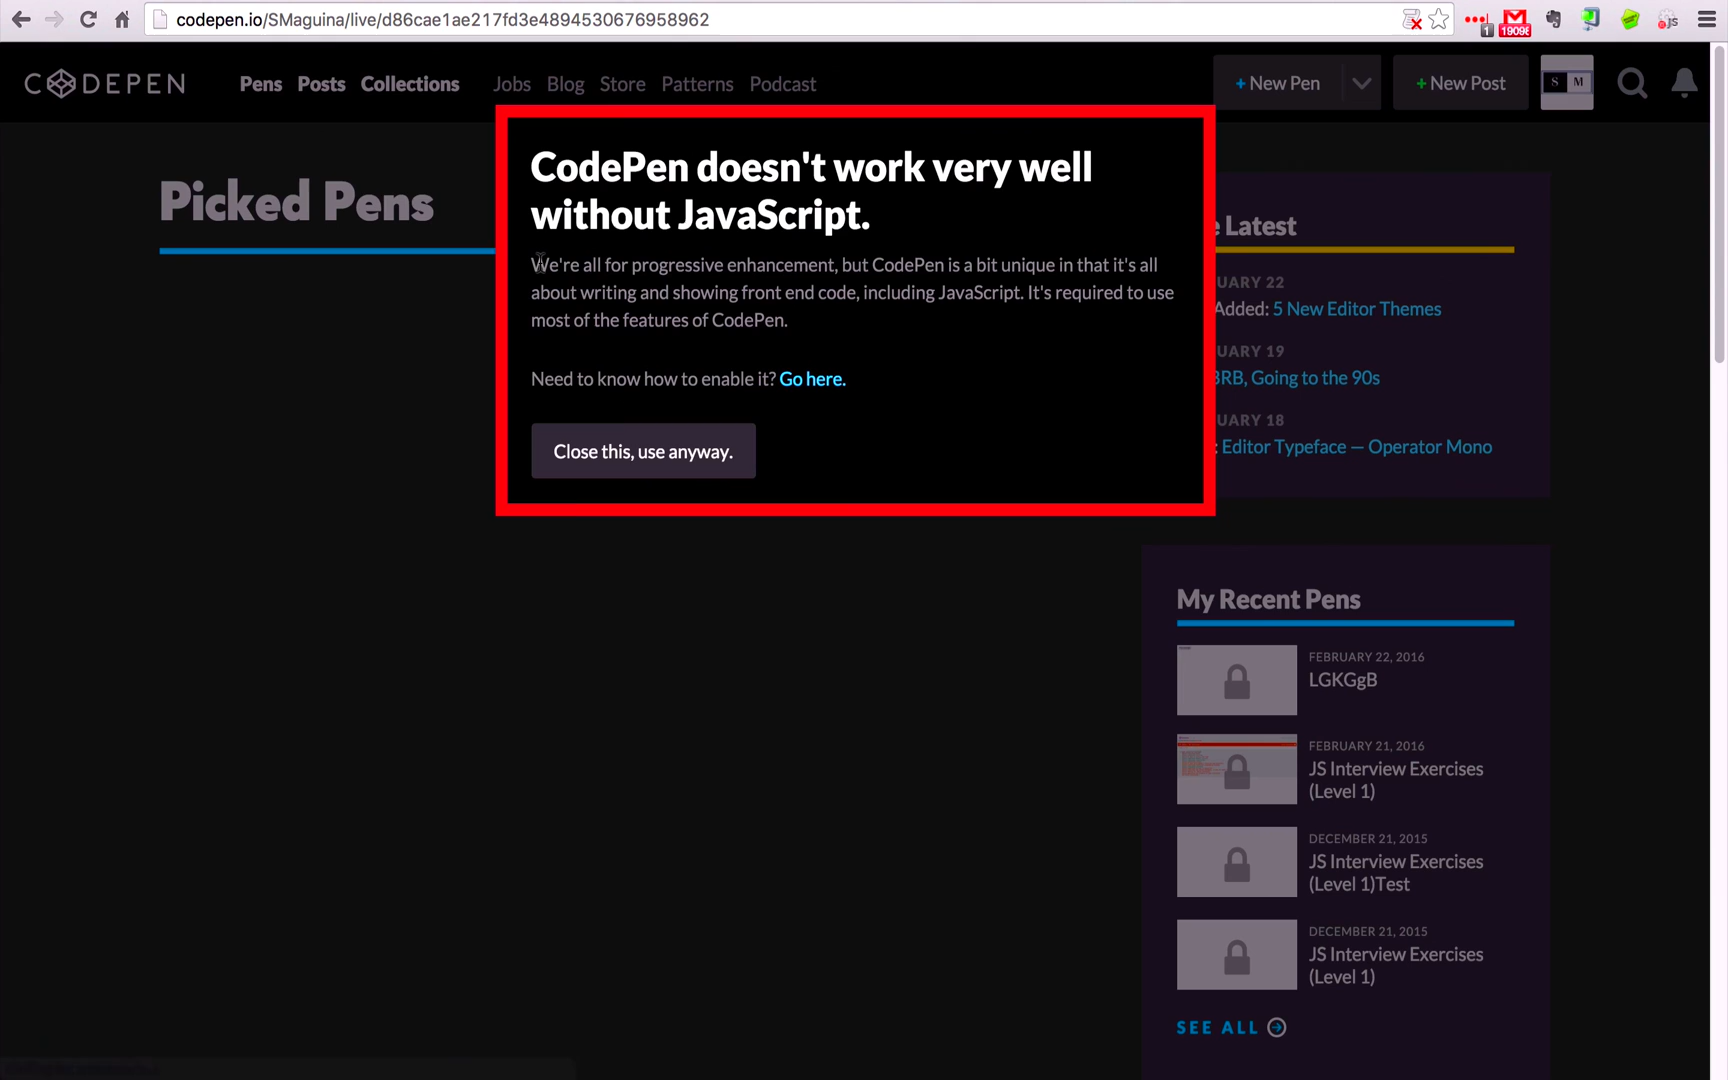 codepen.io/SMaguina/live/d86cae1ae217fd3e4894530676958962
1
19098
JS
CODEPEN
Pens Posts Collections Jobs Blog Store Patterns Podcast
+ New Pen
+ New Post
S M
Picked Pens
CodePen doesn't work very well
without JavaScript.
We're all for progressive enhancement, but CodePen is a bit unique in that it's all
about writing and showing front end code, including JavaScript. It's required to use
most of the features of CodePen.
Need to know how to enable it? Go here.
Close this, use anyway.
e Latest
UARY 22
Added: 5 New Editor Themes
UARY 19
BRB, Going to the 90s
UARY 18
: Editor Typeface — Operator Mono
My Recent Pens
FEBRUARY 22, 2016
LGKGgB
FEBRUARY 21, 2016
JS Interview Exercises
(Level 1)
DECEMBER 21, 2015
JS Interview Exercises
(Level 1)Test
DECEMBER 21, 2015
JS Interview Exercises
(Level 1)
SEE ALL